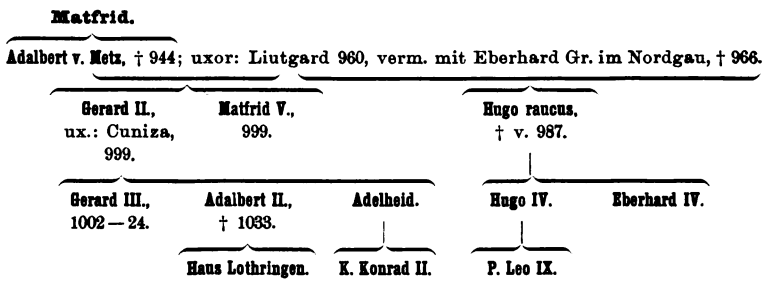 Matfrid.
Adalbert v. Metz, † 944; uxor: Liutgard 960, verm. mit Eberhard Gr. im Nordgau, † 966.
Gerard II., Matfrid V., Hugo raucus,
ux.: Cuniza, 999. † v. 987.
999.
Gerard III., Adalbert II., Adelheid. Hugo IV. Eberhard IV.
1002—24. † 1033.
Haus Lothringen. K. Konrad II. P. Leo IX.